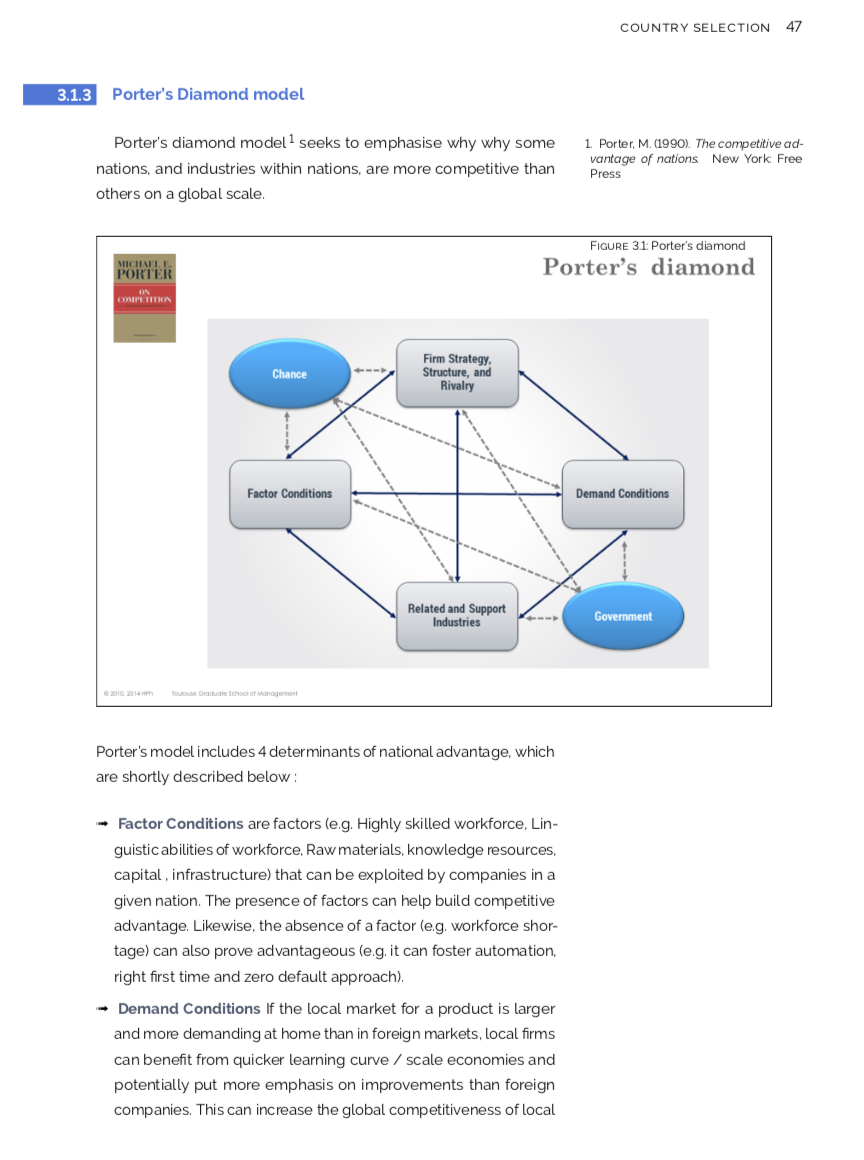 COUNTRY SELECTION 47
3.1.3 Porter's Diamond model
Porter's diamond model 1 seeks to emphasise why why some
nations, and industries within nations, are more competitive than
others on a global scale.
1. Porter, M. (1990). The competitive ad-
vantage of nations. New York: Free
Press
FIGURE 3.1: Porter's diamond
Porter's diamond
MICHAEL E.
PORTER
ON
COMPETITION
Chance
Firm Strategy,
Structure, and
Rivalry
Factor Conditions
Demand Conditions
Related and Support
Industries
Government
© 2010, 2014 HPh Toulouse Graduate School of Management
Porter's model includes 4 determinants of national advantage, which
are shortly described below :
➟ Factor Conditions are factors (e.g. Highly skilled workforce, Lin-
guistic abilities of workforce, Raw materials, knowledge resources,
capital , infrastructure) that can be exploited by companies in a
given nation. The presence of factors can help build competitive
advantage. Likewise, the absence of a factor (e.g. workforce shor-
tage) can also prove advantageous (e.g. it can foster automation,
right first time and zero default approach).
➟ Demand Conditions If the local market for a product is larger
and more demanding at home than in foreign markets, local firms
can benefit from quicker learning curve / scale economies and
potentially put more emphasis on improvements than foreign
companies. This can increase the global competitiveness of local